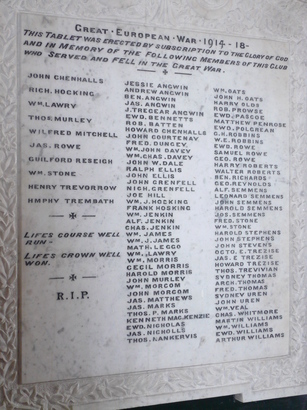 GREAT · EUROPEAN · WAR · 1914 - 18 -
THIS TABLET WAS ERECTED BY SUBSCRIPTION TO THE GLORY OF GOD
AND IN MEMORY OF THE FOLLOWING MEMBERS OF THIS CLUB
WHO SERVED AND FELL IN THE GREAT WAR.
JOHN CHENHALLS
RICH. HOCKING
WM. LAWRY
THOS MURLEY
WILFRED MITCHELL
JAS. ROWE
GUILFORD RESEIGH
WM. STONE
HENRY TREVORROW
HMPHY TREMBATH
LIFES COURSE WELL
RUN -
LIFES CROWN WELL
WON.
R.I.P.
JESSIE ANGWIN
ANDREW ANGWIN
BEN. ANGWIN
JAS. ANGWIN
J. TREGEAR ANGWIN
EWD. BENNETTS
ROB. BATTEN
HOWARD CHENHALLS
JOHN COURTENAY
FRED. DUNGEY
WM. JOHN DAVEY
WM. CHAS. DAVEY
JOHN W. DALE
RALPH ELLIS
JOHN ELLIS
JOHN GRENFELL
NICH. GRENFELL
JOE HILL
WM. J. HOCKING
FRANK HOSKING
WM. JENKIN
ALF. JENKIN
CHAS. JENKIN
WM. JAMES
WM. J. JAMES
MATH. LEGGO
WM. LAWRY
WM. MORRIS
CECIL MORRIS
HAROLD MORRIS
JOHN MURLEY
WM. MORCOM
JOHN MORCOM
JAS. MATTHEWS
JAS. MARKS
THOS. P. MARKS
KENNETH MACKENZIE
EWD. NICHOLAS
JAS. NICHOLLS
THOS. NANKERVIS
WM. OATS
JOHN H. OATS
HARRY OLDS
ROB. PROWSE
EWD. PASCOE
MATTHEW PENROSE
EWD. POLGREAN
G.H. ROBBINS
W.E. ROBBINS
EWD. ROWE
SAMUEL ROWE
GEO. ROWE
HARRY ROBERTS
WALTER ROBERTS
BEN. RICHARDS
GEO. REYNOLDS
ALF. SEMMENS
LEONARD SEMMENS
JOHN SEMMENS
HAROLD SEMMENS
JOS. SEMMENS
FRED. STONE
WM. STONE
HAROLD STEPHENS
JOHN STEPHENS
JOHN STEVENS
OCTO. E. TREZISE
JAS. E. TREZISE
HOWARD TREZISE
THOS. TREVVIAN
SYDNEY THOMAS
ARCH. THOMAS
FRED. THOMAS
SYDNEY UREN
JOHN UREN
WM. VEAL
CHAS. WHITMORE
MARTIN WILLIAMS
WM. WILLIAMS
EWD. WILLIAMS
ARTHUR WILLIAMS